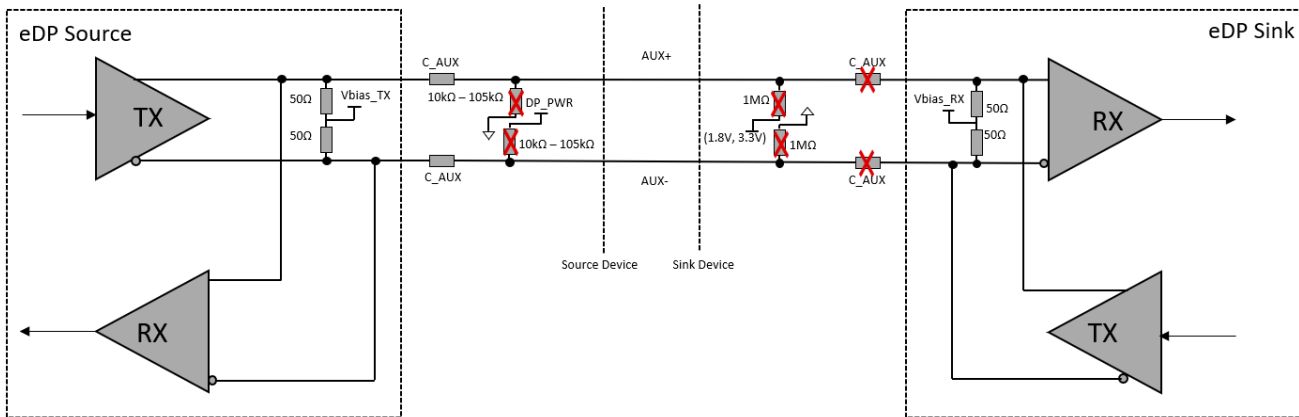 eDP Source
eDP Sink
C_AUX
AUX+
C_AUX
50Ω
Vbias_TX
10kΩ – 105kΩ
DP_PWR
1MΩ
Vbias_RX
50Ω
TX
RX
50Ω
10kΩ – 105kΩ
(1.8V, 3.3V)
1MΩ
50Ω
C_AUX
AUX-
C_AUX
Source Device
Sink Device
RX
TX